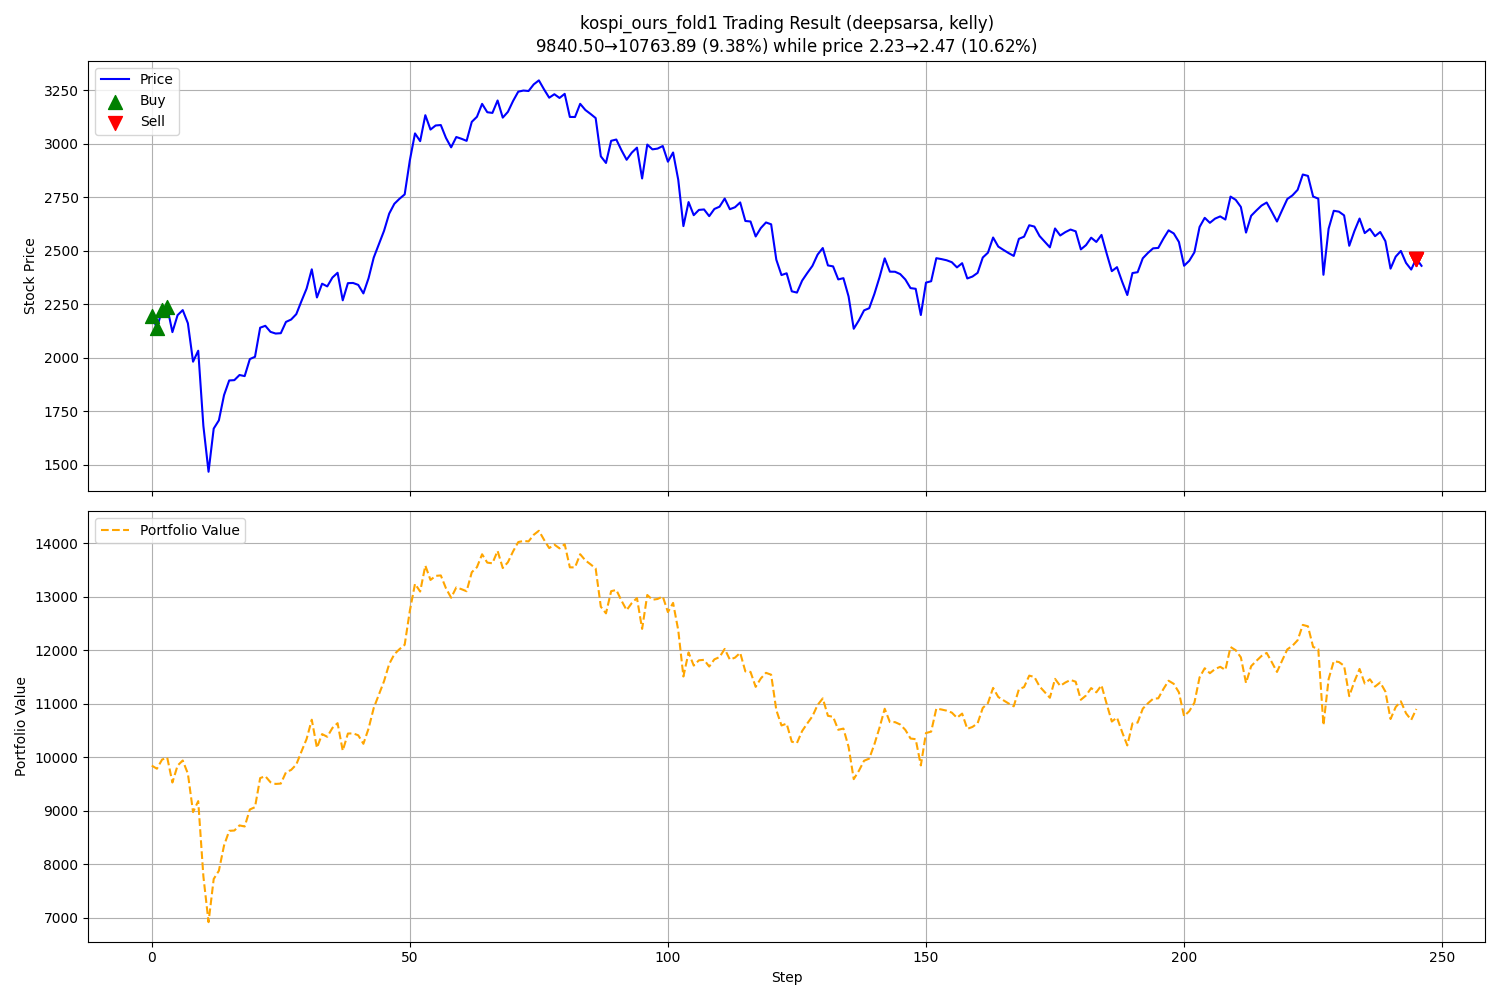 kospi_ours_fold1 Trading Result (deepsarsa, kelly)
9840.50→10763.89 (9.38%) while price 2.23→2.47 (10.62%)
Price
Buy
Sell
Stock Price
3250
3000
2750
2500
2250
2000
1750
1500
Portfolio Value
Portfolio Value
14000
13000
12000
11000
10000
9000
8000
7000
0
50
100
150
200
250
Step